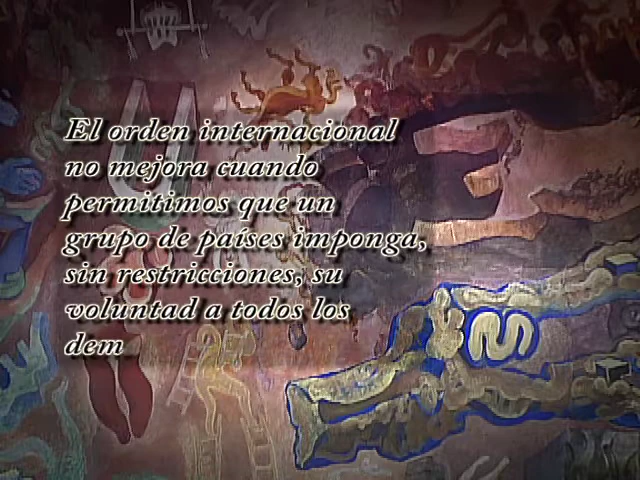 El orden internacional
no mejora cuando
permitimos que un
grupo de países imponga,
sin restricciones, su
voluntad a todos los
dem